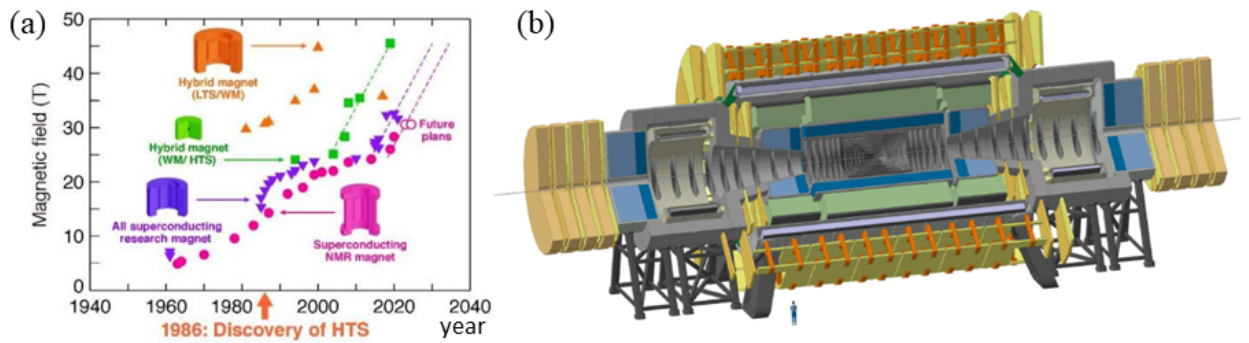 (a)
(b)
Magnetic field (T)
50
40
30
20
10
0
Hybrid magnet
(LTS/WM)
Hybrid magnet
(WM/ HTS)
All superconducting
research magnet
Superconducting
NMR magnet
Future
plans
1940 1960 1980 2000 2020 2040
1986: Discovery of HTS
year